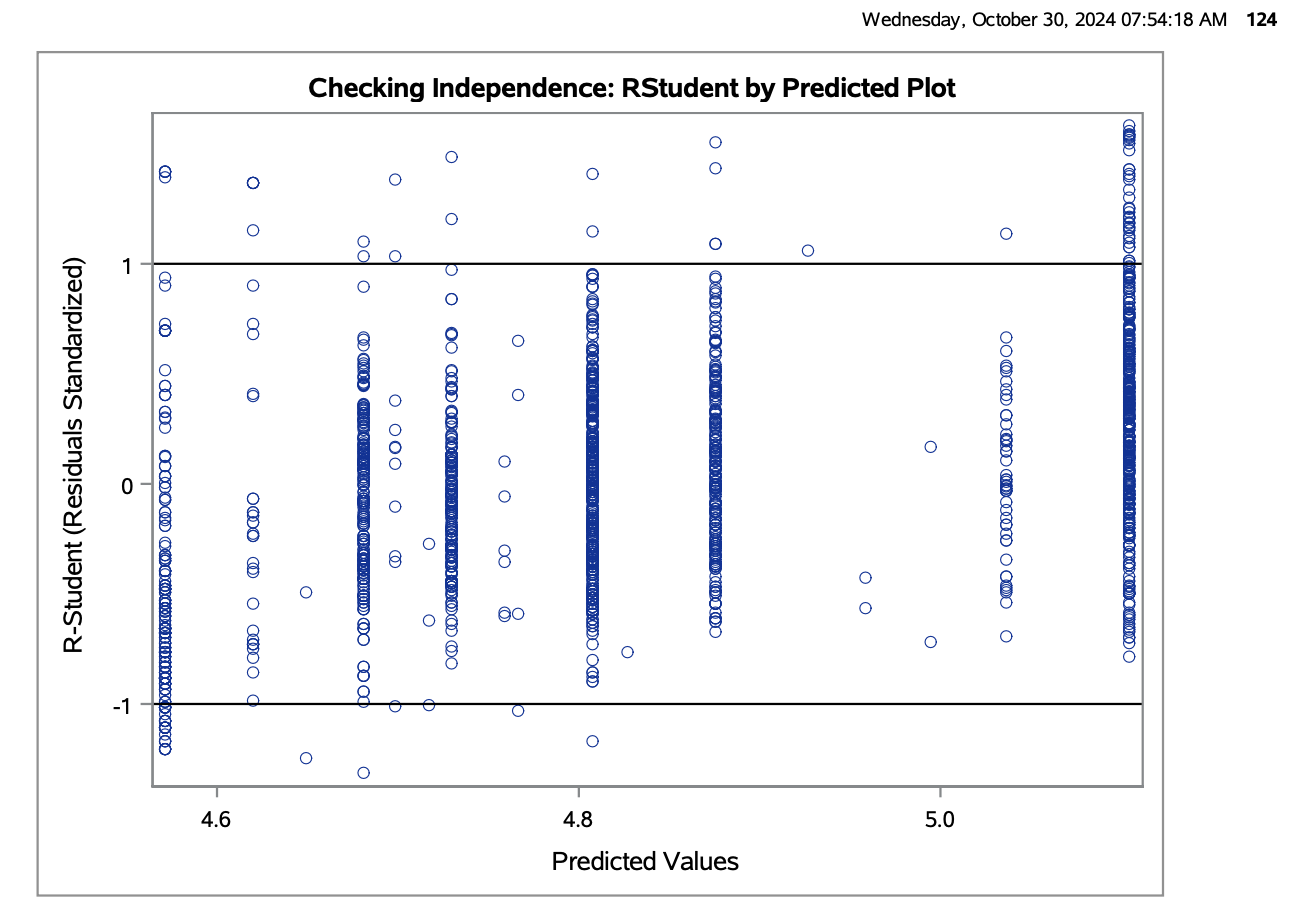 Wednesday, October 30, 2024 07:54:18 AM 124
Checking Independence: RStudent by Predicted Plot
R-Student (Residuals Standardized)
1
0
-1
4.6 4.8 5.0
Predicted Values